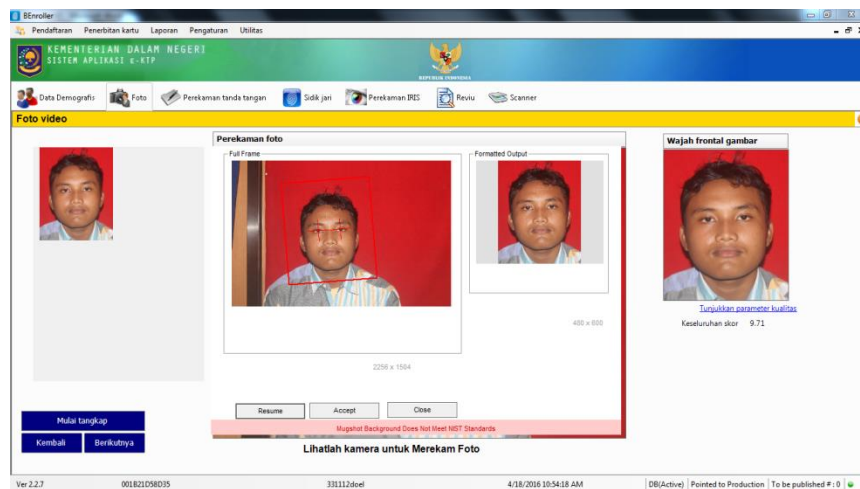 BEnroller
Pendaftaran Penerbitan kartu Laporan Pengaturan Utilitas
KEMENTERIAN DALAM NEGERI
SISTEM APLIKASI e-KTP
REPUBLIK INDONESIA
Data Demografis Foto Perekaman tanda tangan Sidik jari Perekaman IRIS Reviu Scanner
Foto video
Perekaman foto
Wajah frontal gambar
Full Frame
Formatted Output
Tunjukkan parameter kualitas
Keseluruhan skor 9.71
480 x 600
2256 x 1504
Resume Accept Close
Mulai tangkap
Mugshot Background Does Not Meet NIST Standards
Kembali Berikutnya
Lihatlah kamera untuk Merekam Foto
Ver 2.2.7 001B21D58D35 331112doel 4/18/2016 10:54:18 AM DB(Active) Pointed to Production To be published # : 0